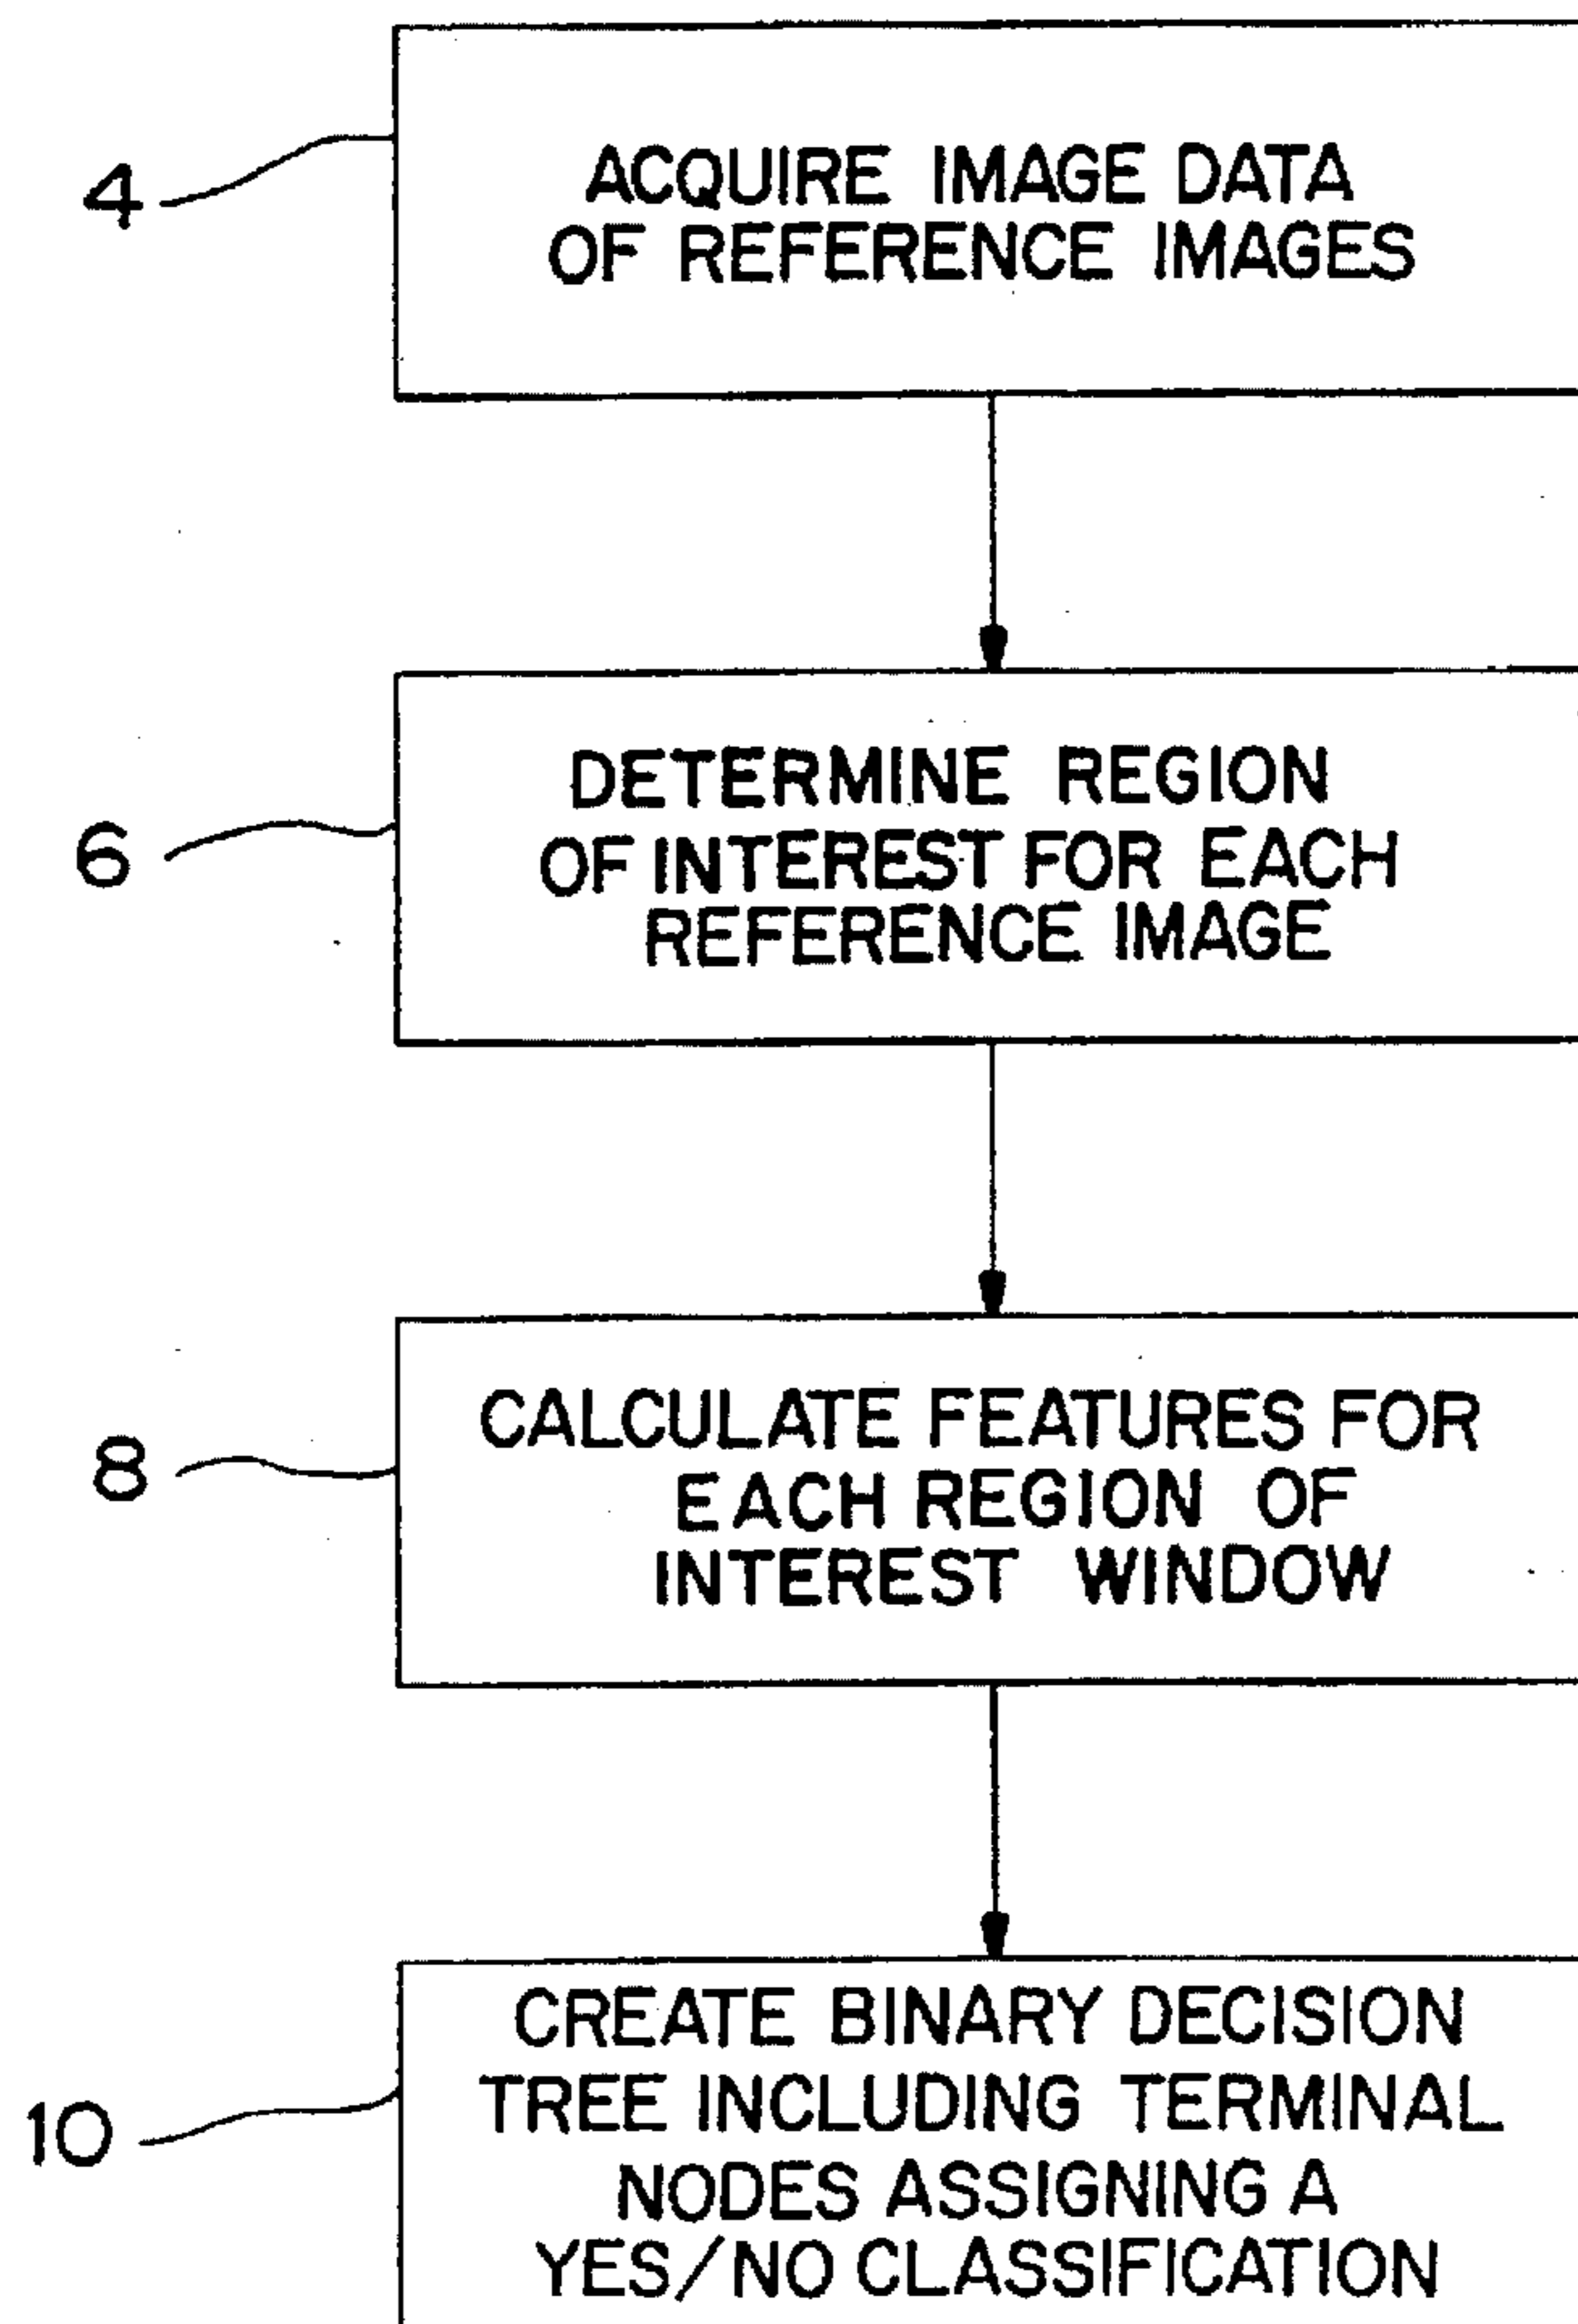 4
ACQUIRE IMAGE DATA
OF REFERENCE IMAGES
6
DETERMINE REGION
OF INTEREST FOR EACH
REFERENCE IMAGE
8
CALCULATE FEATURES FOR
EACH REGION OF
INTEREST WINDOW
10
CREATE BINARY DECISION
TREE INCLUDING TERMINAL
NODES ASSIGNING A
YES/NO CLASSIFICATION